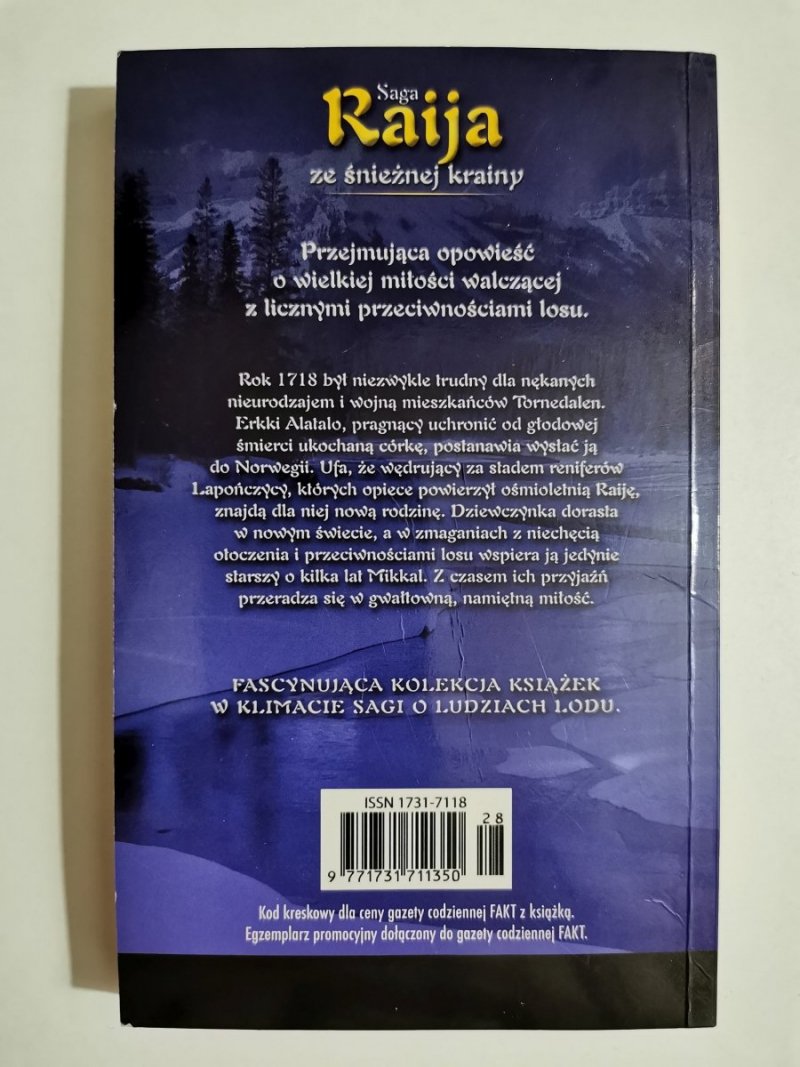 Saga
Raija
ze śnieżnej krainy
Przejmująca opowieść
o wielkiej miłości walczącej
z licznymi przeciwnościami losu.
Rok 1718 był niezwykle trudny dla nękanych
nieurodzajem i wojną mieszkańców Tornedalen.
Erkki Alatalo, pragnący uchronić od głodowej
śmierci ukochaną córkę, postanawia wysłać ją
do Norwegii. Ufa, że wędrujący za stadem reniferów
Lapończycy, których opiece powierzył ośmioletnią Raiję,
znajdą dla niej nową rodzinę. Dziewczynka dorasta
w nowym świecie, a w zmaganiach z niechęcią
otoczenia i przeciwnościami losu wspiera ją jedynie
starszy o kilka lat Mikkal. Z czasem ich przyjaźń
przeradza się w gwałtowną, namiętną miłość.
FASCYNUJĄCA KOLEKCJA KSIĄŻEK
W KLIMACIE SAGI O LUDZIACH LODU.
ISSN 1731-7118
28
9 771731 711350
Kod kreskowy dla ceny gazety codziennej FAKT z książką.
Egzemplarz promocyjny dołączony do gazety codziennej FAKT.